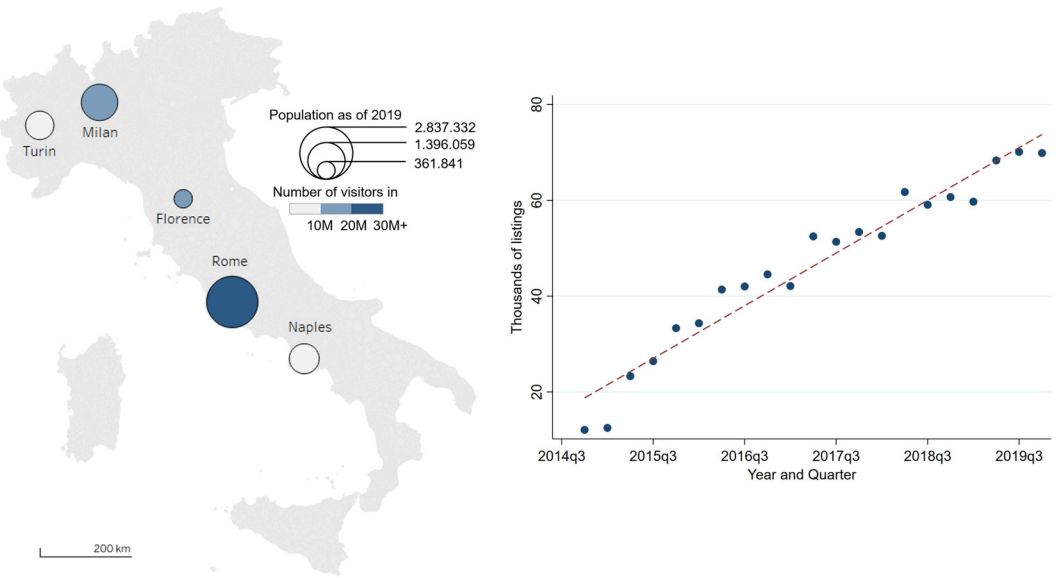 Population as of 2019
2.837.332
1.396.059
361.841
Number of visitors in
10M 20M 30M+
Milan
Turin
Florence
Rome
Naples
200 km
Thousands of listings
80
60
40
20
2014q3 2015q3 2016q3 2017q3 2018q3 2019q3
Year and Quarter